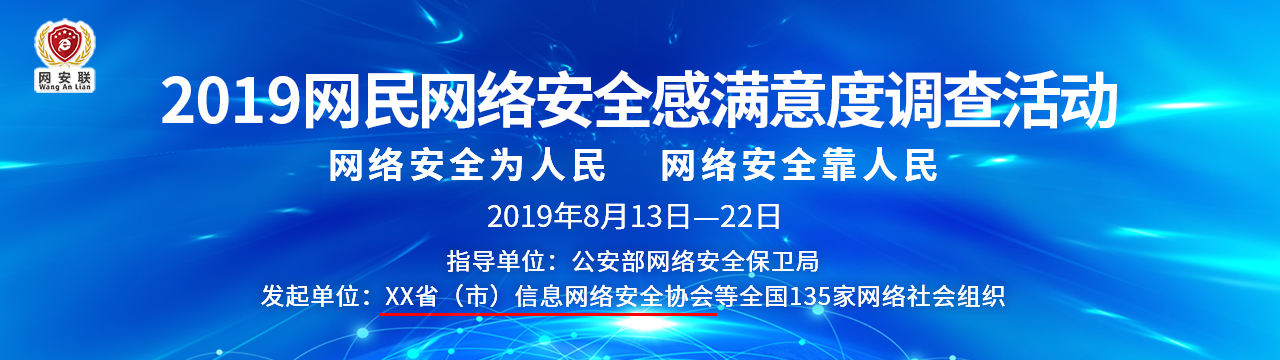 网安联
Wang An Lian
2019网民网络安全感满意度调查活动
网络安全为人民 网络安全靠人民
2019年8月13日—22日
指导单位：公安部网络安全保卫局
发起单位：XX省（市）信息网络安全协会等全国135家网络社会组织